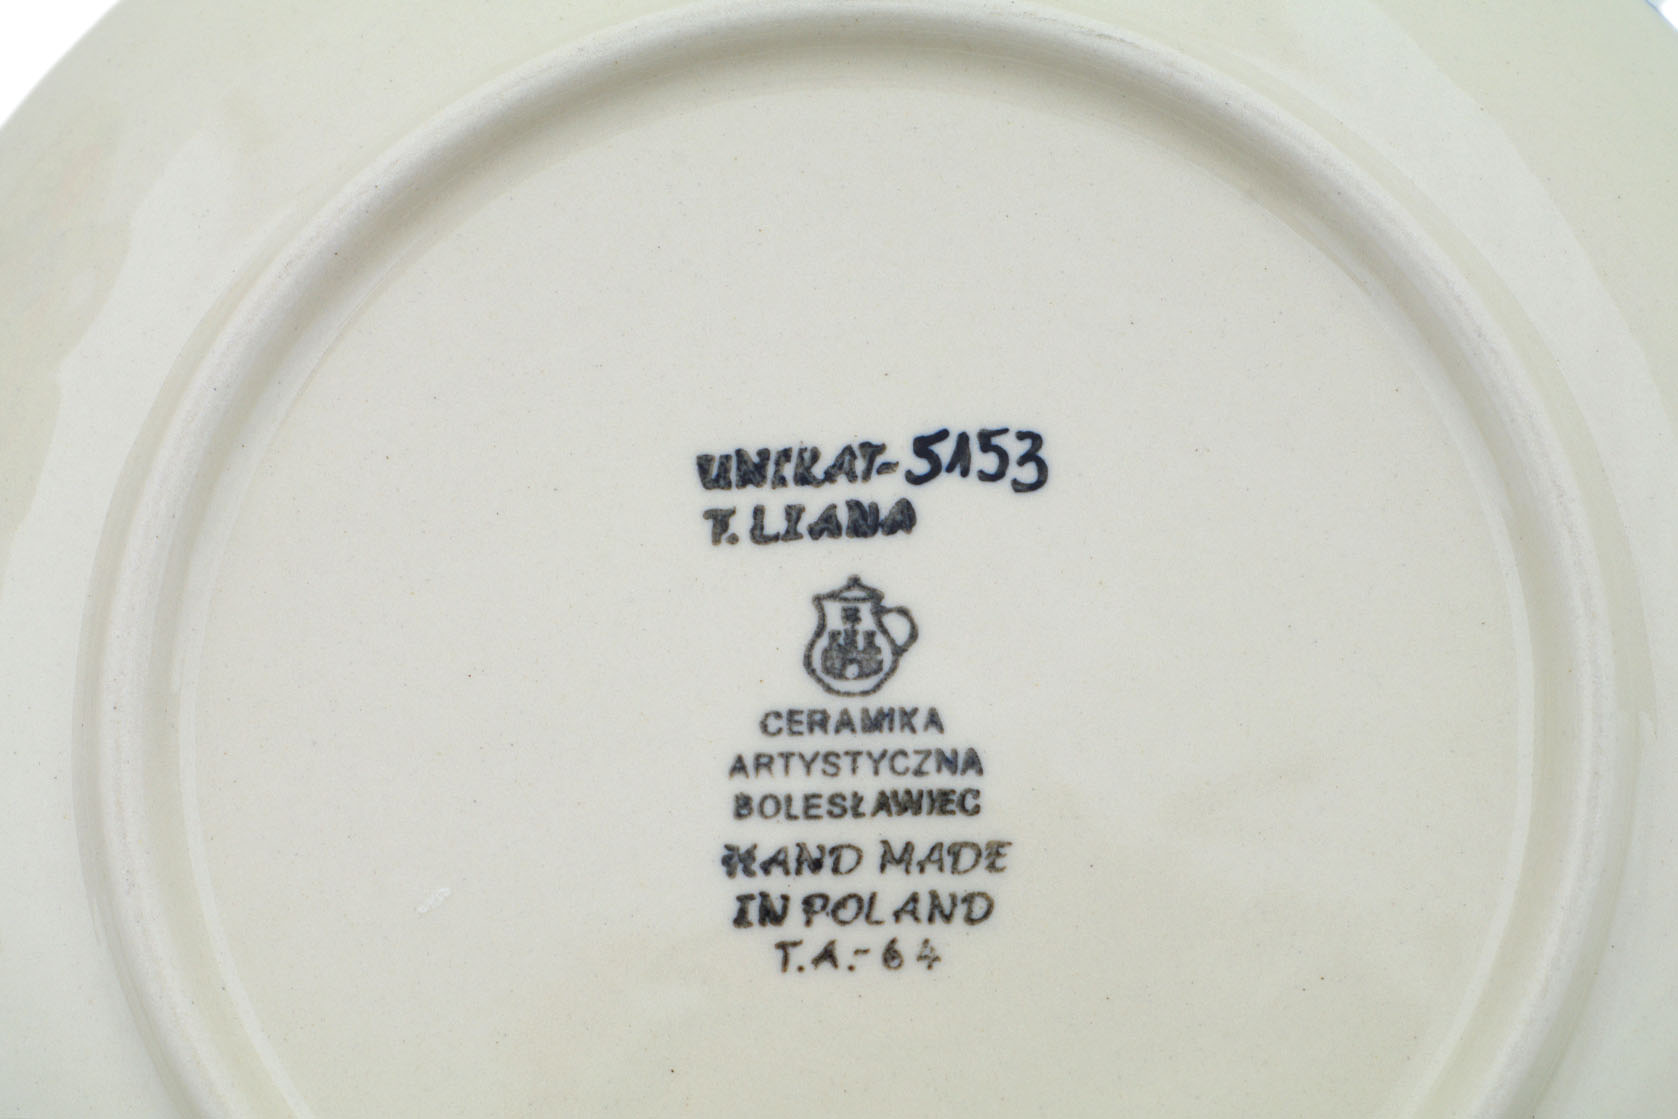 UNIKAT-5153
T. LIANA
CERAMIKA
ARTYSTYCZNA
BOLESŁAWIEC
HAND MADE
IN POLAND
T.A.-64